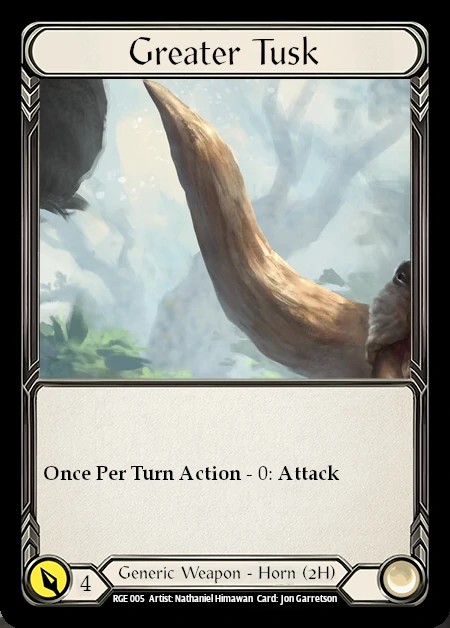 Greater Tusk
Once Per Turn Action - 0: Attack
4
Generic Weapon - Horn (2H)
RGE 005 Artist: Nathaniel Himawan Card: Jon Garretson